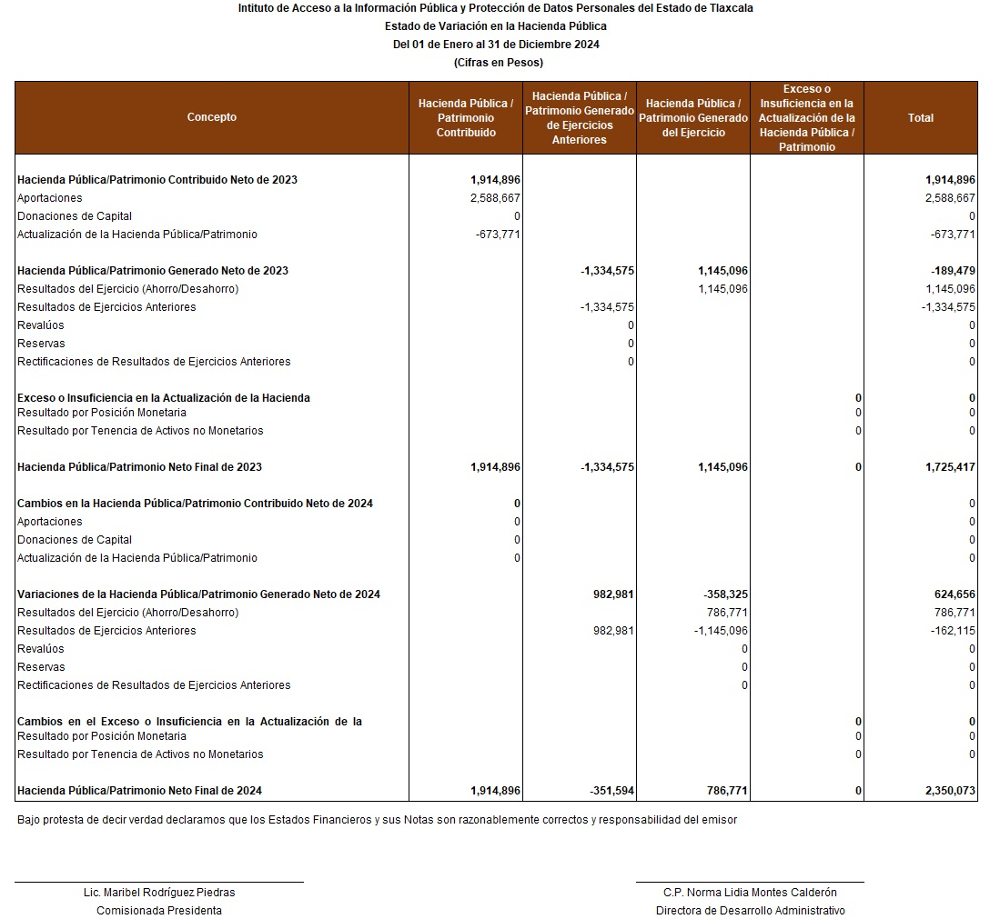 Intituto de Acceso a la Información Pública y Protección de Datos Personales del Estado de Tlaxcala
Estado de Variación en la Hacienda Pública
Del 01 de Enero al 31 de Diciembre 2024
(Cifras en Pesos)
Concepto Hacienda Pública / Patrimonio Contribuido Hacienda Pública / Patrimonio Generado de Ejercicios Anteriores Hacienda Pública / Patrimonio Generado del Ejercicio Exceso o Insuficiencia en la Actualización de la Hacienda Pública / Patrimonio Total
Hacienda Pública/Patrimonio Contribuido Neto de 2023 1,914,896 1,914,896
Aportaciones 2,588,667 2,588,667
Donaciones de Capital 0 0
Actualización de la Hacienda Pública/Patrimonio -673,771 -673,771
Hacienda Pública/Patrimonio Generado Neto de 2023 -1,334,575 1,145,096 -189,479
Resultados del Ejercicio (Ahorro/Desahorro) 1,145,096 1,145,096
Resultados de Ejercicios Anteriores -1,334,575 -1,334,575
Revalúos 0 0
Reservas 0 0
Rectificaciones de Resultados de Ejercicios Anteriores 0 0
Exceso o Insuficiencia en la Actualización de la Hacienda 0 0
Resultado por Posición Monetaria 0 0
Resultado por Tenencia de Activos no Monetarios 0 0
Hacienda Pública/Patrimonio Neto Final de 2023 1,914,896 -1,334,575 1,145,096 0 1,725,417
Cambios en la Hacienda Pública/Patrimonio Contribuido Neto de 2024 0 0
Aportaciones 0 0
Donaciones de Capital 0 0
Actualización de la Hacienda Pública/Patrimonio 0 0
Variaciones de la Hacienda Pública/Patrimonio Generado Neto de 2024 982,981 -358,325 624,656
Resultados del Ejercicio (Ahorro/Desahorro) 786,771 786,771
Resultados de Ejercicios Anteriores 982,981 -1,145,096 -162,115
Revalúos 0 0
Reservas 0 0
Rectificaciones de Resultados de Ejercicios Anteriores 0 0
Cambios en el Exceso o Insuficiencia en la Actualización de la 0 0
Resultado por Posición Monetaria 0 0
Resultado por Tenencia de Activos no Monetarios 0 0
Hacienda Pública/Patrimonio Neto Final de 2024 1,914,896 -351,594 786,771 0 2,350,073
Bajo protesta de decir verdad declaramos que los Estados Financieros y sus Notas son razonablemente correctos y responsabilidad del emisor
Lic. Maribel Rodríguez Piedras C.P. Norma Lidia Montes Calderón
Comisionada Presidenta Directora de Desarrollo Administrativo